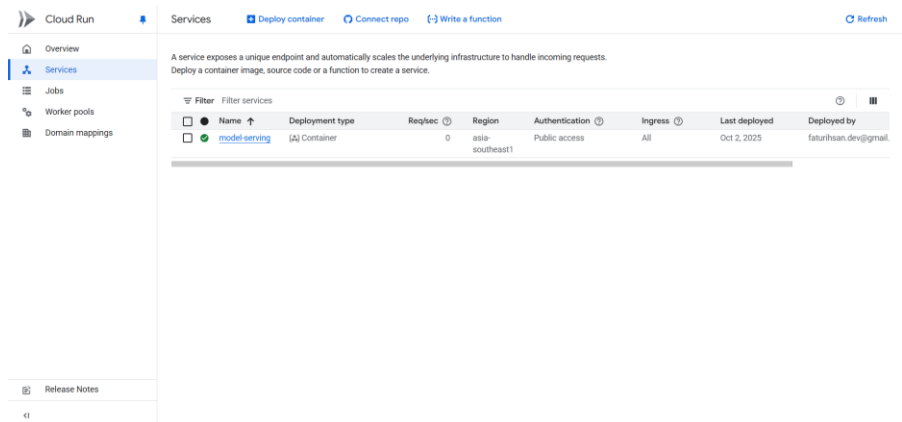 Cloud Run
Services
Deploy container
Connect repo
Write a function
Refresh
Overview
Services
Jobs
Worker pools
Domain mappings
A service exposes a unique endpoint and automatically scales the underlying infrastructure to handle incoming requests.
Deploy a container image, source code or a function to create a service.
Filter Filter services
Name Deployment type Req/sec Region Authentication Ingress Last deployed Deployed by
model-serving Container 0 asia-southeast1 Public access All Oct 2, 2025 faturihsan.dev@gmail.
Release Notes